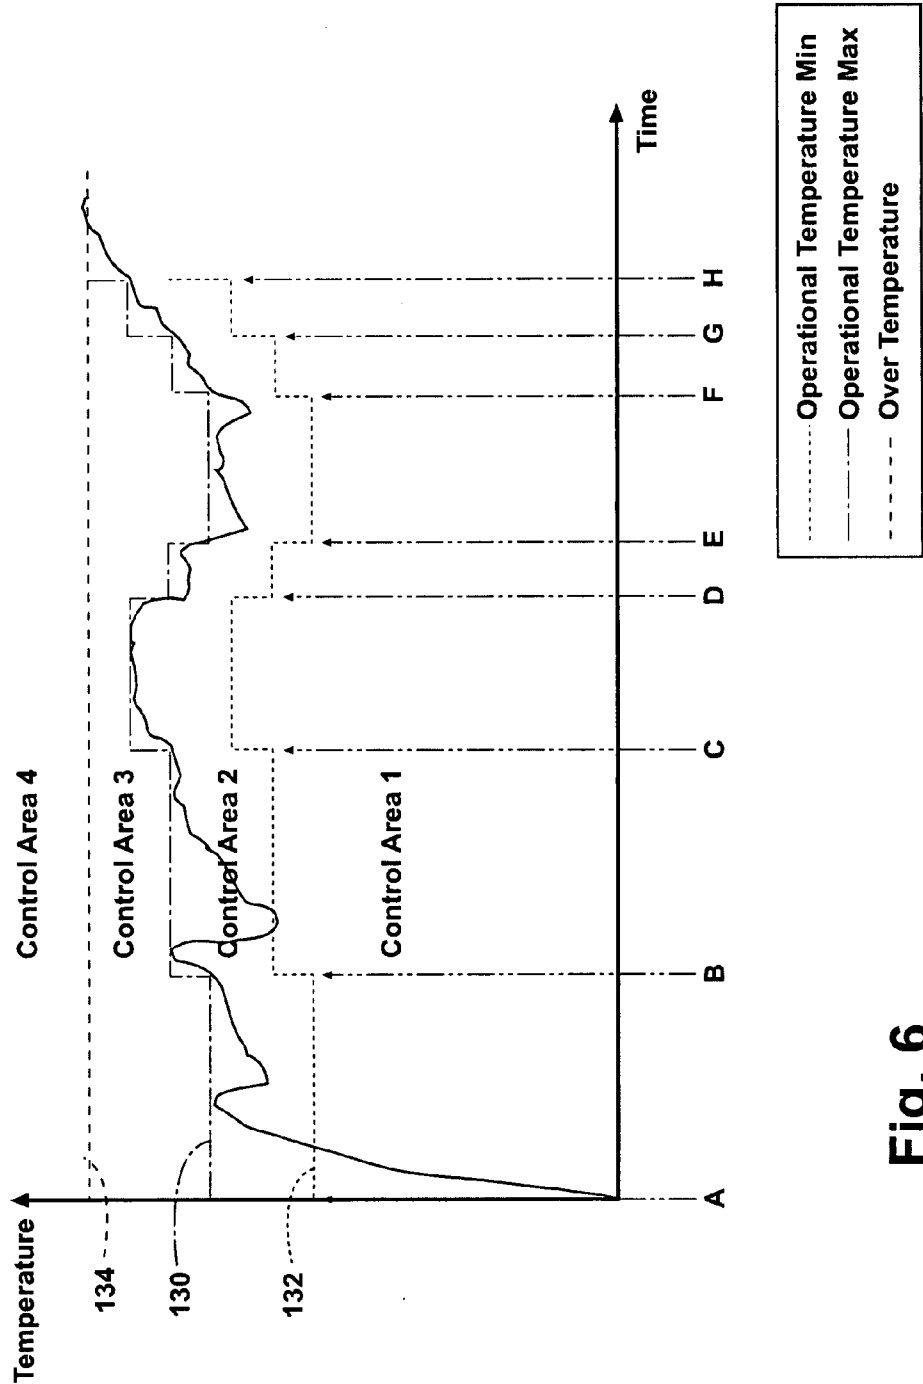 Temperature
134
130
132
Control Area 4
Control Area 3
Control Area 2
Control Area 1
Time
A
B
C
D
E
F
G
H
Operational Temperature Min
Operational Temperature Max
Over Temperature
Fig. 6